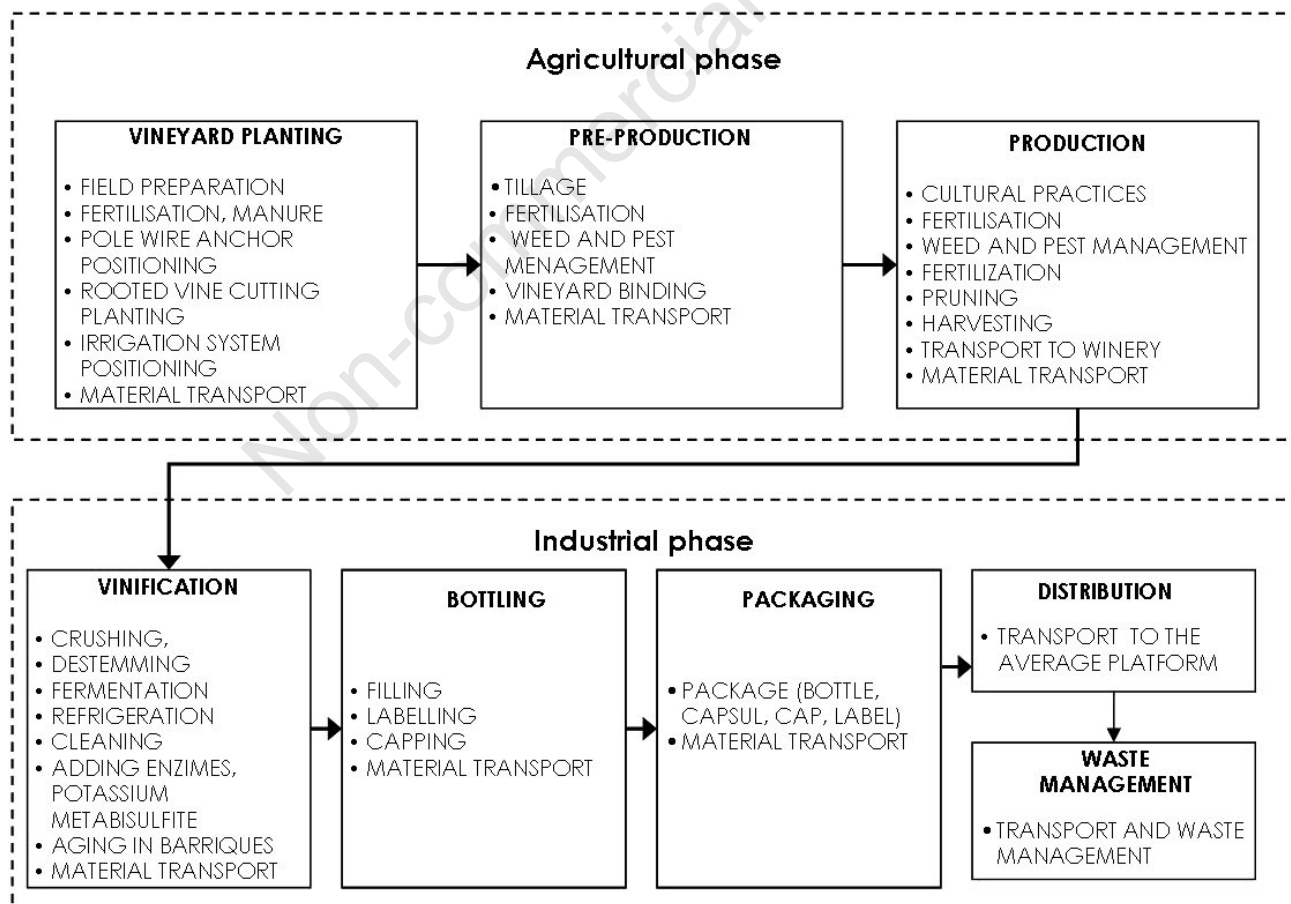 Agricultural phase
VINEYARD PLANTING
• FIELD PREPARATION
• FERTILISATION, MANURE
• POLE WIRE ANCHOR
POSITIONING
• ROOTED VINE CUTTING
PLANTING
• IRRIGATION SYSTEM
POSITIONING
• MATERIAL TRANSPORT
PRE-PRODUCTION
• TILLAGE
• FERTILISATION
• WEED AND PEST
MENAGEMENT
• VINEYARD BINDING
• MATERIAL TRANSPORT
PRODUCTION
• CULTURAL PRACTICES
• FERTILISATION
• WEED AND PEST MANAGEMENT
• FERTILIZATION
• PRUNING
• HARVESTING
• TRANSPORT TO WINERY
• MATERIAL TRANSPORT
Non-commercial
Industrial phase
VINIFICATION
• CRUSHING,
• DESTEMMING
• FERMENTATION
• REFRIGERATION
• CLEANING
• ADDING ENZIMES,
POTASSIUM
METABISULFITE
• AGING IN BARRIQUES
• MATERIAL TRANSPORT
BOTTLING
• FILLING
• LABELLING
• CAPPING
• MATERIAL TRANSPORT
PACKAGING
• PACKAGE (BOTTLE,
CAPSUL, CAP, LABEL)
• MATERIAL TRANSPORT
DISTRIBUTION
• TRANSPORT TO THE
AVERAGE PLATFORM
WASTE
MANAGEMENT
• TRANSPORT AND WASTE
MANAGEMENT